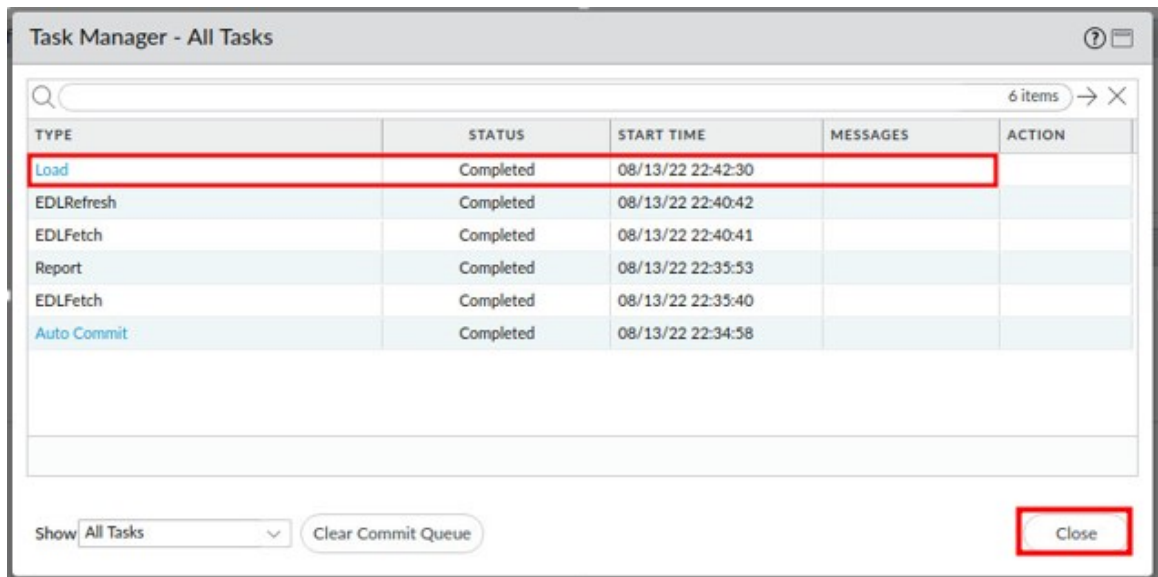 Task Manager - All Tasks
6 items
TYPE STATUS START TIME MESSAGES ACTION
Load Completed 08/13/22 22:42:30
EDLRefresh Completed 08/13/22 22:40:42
EDLFetch Completed 08/13/22 22:40:41
Report Completed 08/13/22 22:35:53
EDLFetch Completed 08/13/22 22:35:40
Auto Commit Completed 08/13/22 22:34:58
Show All Tasks Clear Commit Queue Close